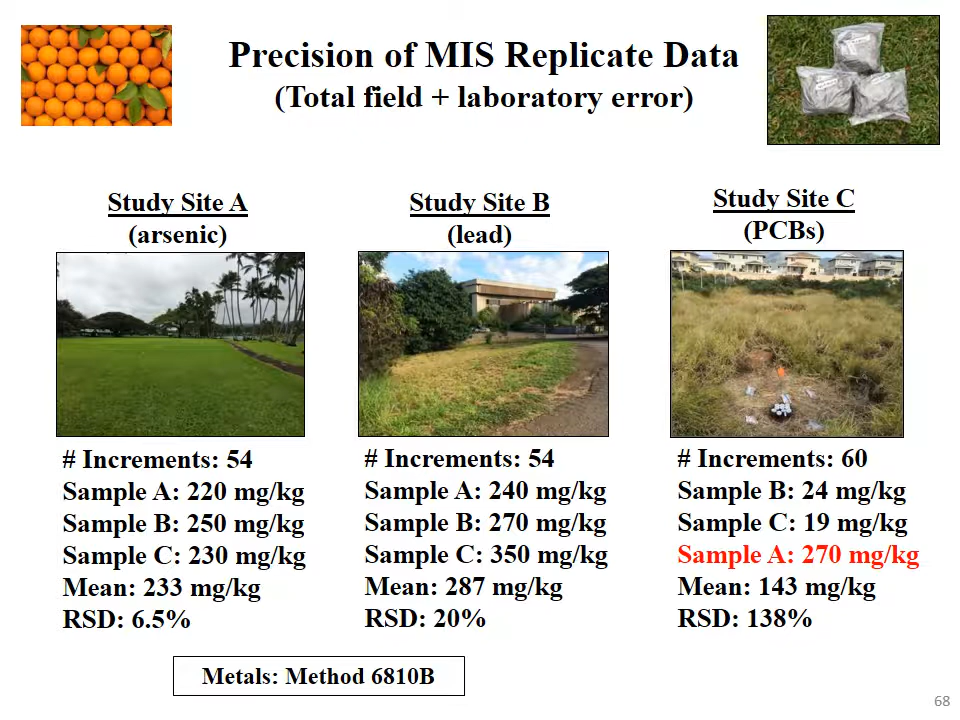 Precision of MIS Replicate Data
(Total field + laboratory error)
Study Site A
(arsenic)
# Increments: 54
Sample A: 220 mg/kg
Sample B: 250 mg/kg
Sample C: 230 mg/kg
Mean: 233 mg/kg
RSD: 6.5%
Study Site B
(lead)
# Increments: 54
Sample A: 240 mg/kg
Sample B: 270 mg/kg
Sample C: 350 mg/kg
Mean: 287 mg/kg
RSD: 20%
Study Site C
(PCBs)
# Increments: 60
Sample B: 24 mg/kg
Sample C: 19 mg/kg
Sample A: 270 mg/kg
Mean: 143 mg/kg
RSD: 138%
Metals: Method 6810B
68